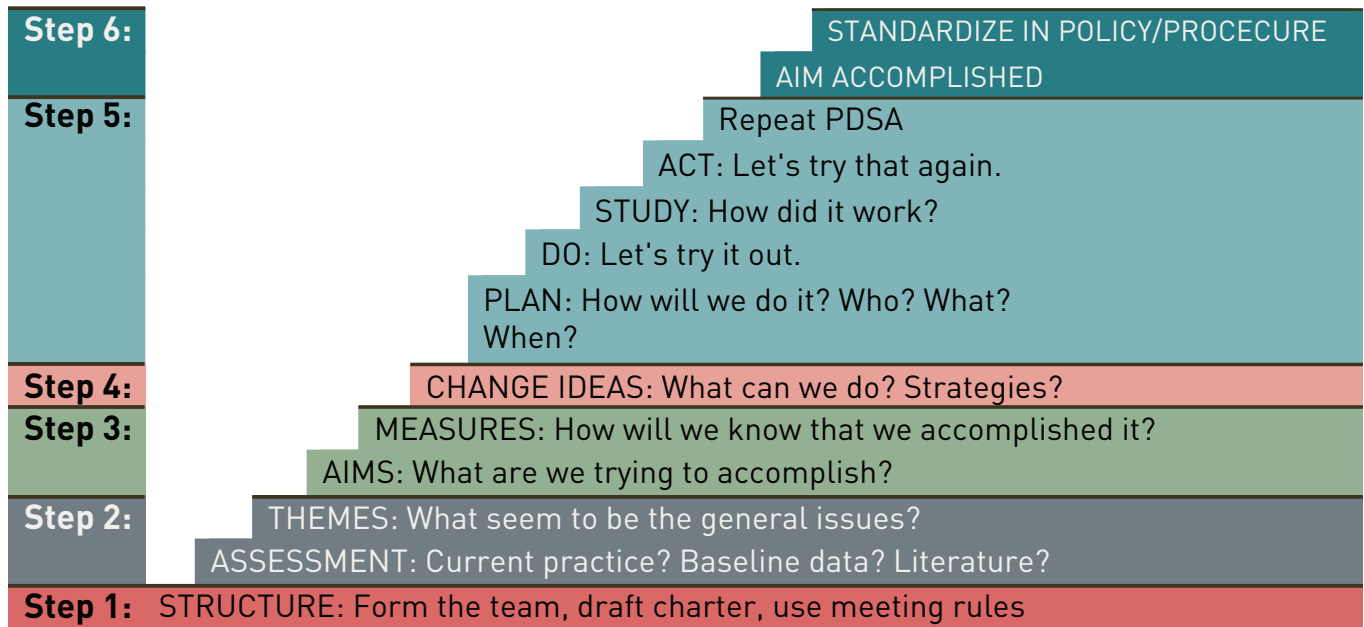 Step 6:
STANDARDIZE IN POLICY/PROCECURE
AIM ACCOMPLISHED
Step 5:
Repeat PDSA
ACT: Let's try that again.
STUDY: How did it work?
DO: Let's try it out.
PLAN: How will we do it? Who? What?
When?
Step 4:
CHANGE IDEAS: What can we do? Strategies?
Step 3:
MEASURES: How will we know that we accomplished it?
AIMS: What are we trying to accomplish?
Step 2:
THEMES: What seem to be the general issues?
ASSESSMENT: Current practice? Baseline data? Literature?
Step 1:
STRUCTURE: Form the team, draft charter, use meeting rules